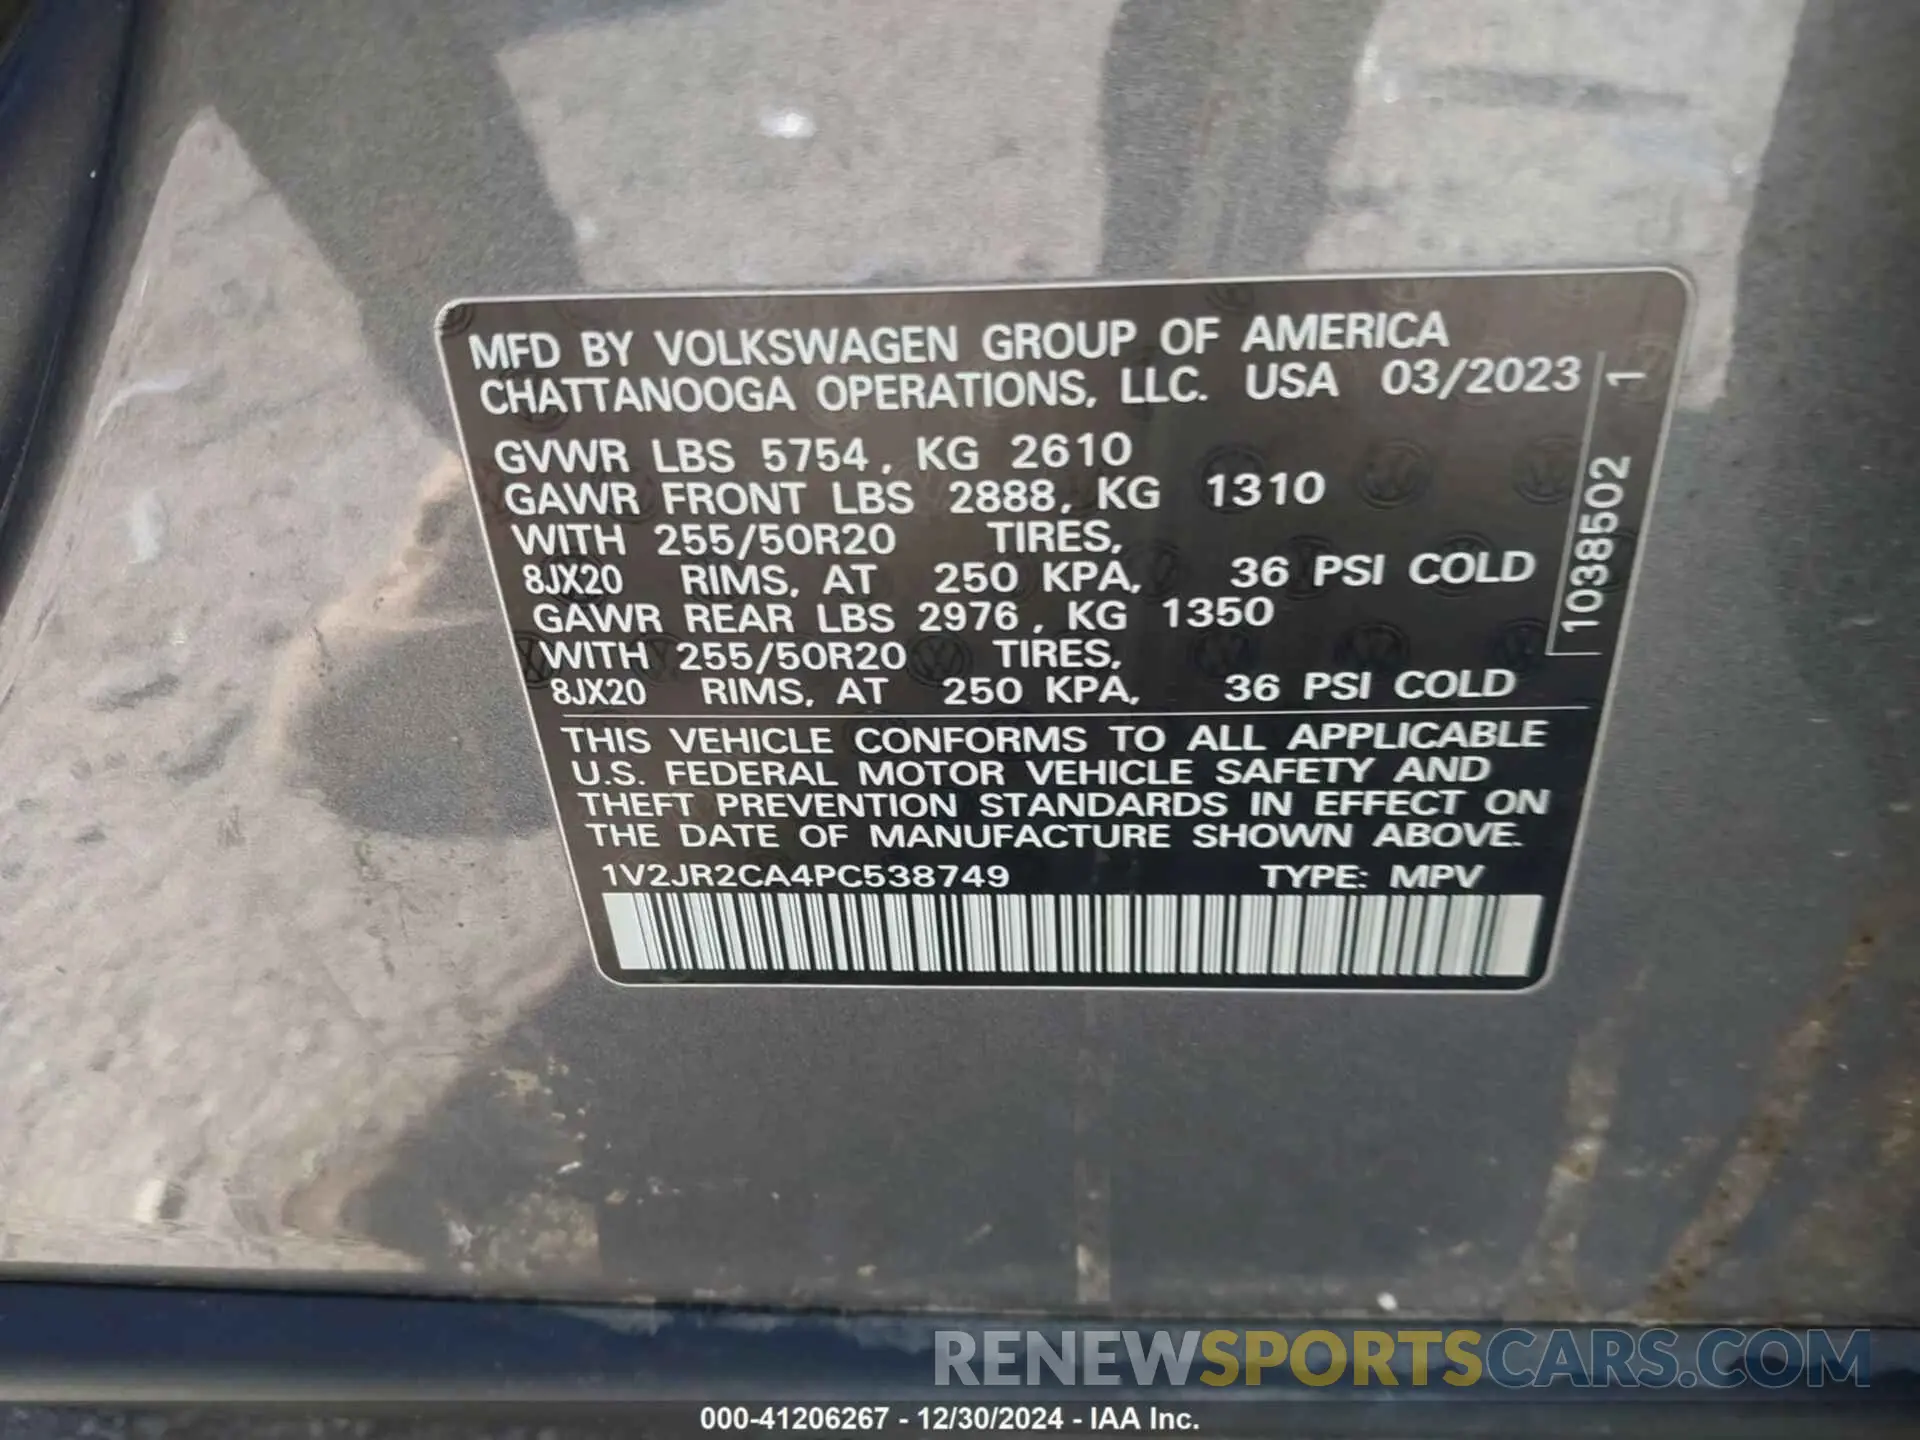 MFD BY VOLKSWAGEN GROUP OF AMERICA
CHATTANOOGA OPERATIONS, LLC. USA 03/2023
GVWR LBS 5754, KG 2610
GAWR FRONT LBS 2888, KG 1310
WITH 255/50R20 TIRES,
8JX20 RIMS, AT 250 KPA, 36 PSI COLD
GAWR REAR LBS 2976, KG 1350
WITH 255/50R20 TIRES,
8JX20 RIMS, AT 250 KPA, 36 PSI COLD
1038502 1
THIS VEHICLE CONFORMS TO ALL APPLICABLE
U.S. FEDERAL MOTOR VEHICLE SAFETY AND
THEFT PREVENTION STANDARDS IN EFFECT ON
THE DATE OF MANUFACTURE SHOWN ABOVE.
1V2JR2CA4PC538749 TYPE: MPV
RENEWSPORTSCARS.COM
000-41206267 - 12/30/2024 - IAA Inc.